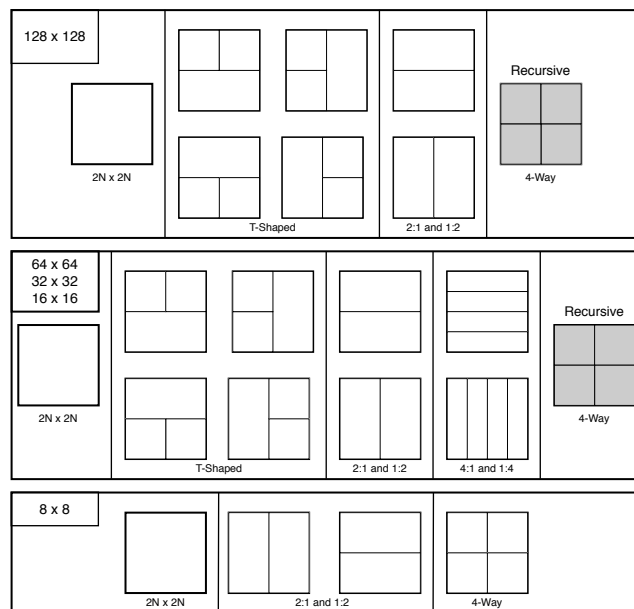 128 x 128
Recursive
2N x 2N
4-Way
T-Shaped
2:1 and 1:2
64 x 64
32 x 32
16 x 16
Recursive
2N x 2N
4-Way
T-Shaped
2:1 and 1:2
4:1 and 1:4
8 x 8
2N x 2N
2:1 and 1:2
4-Way